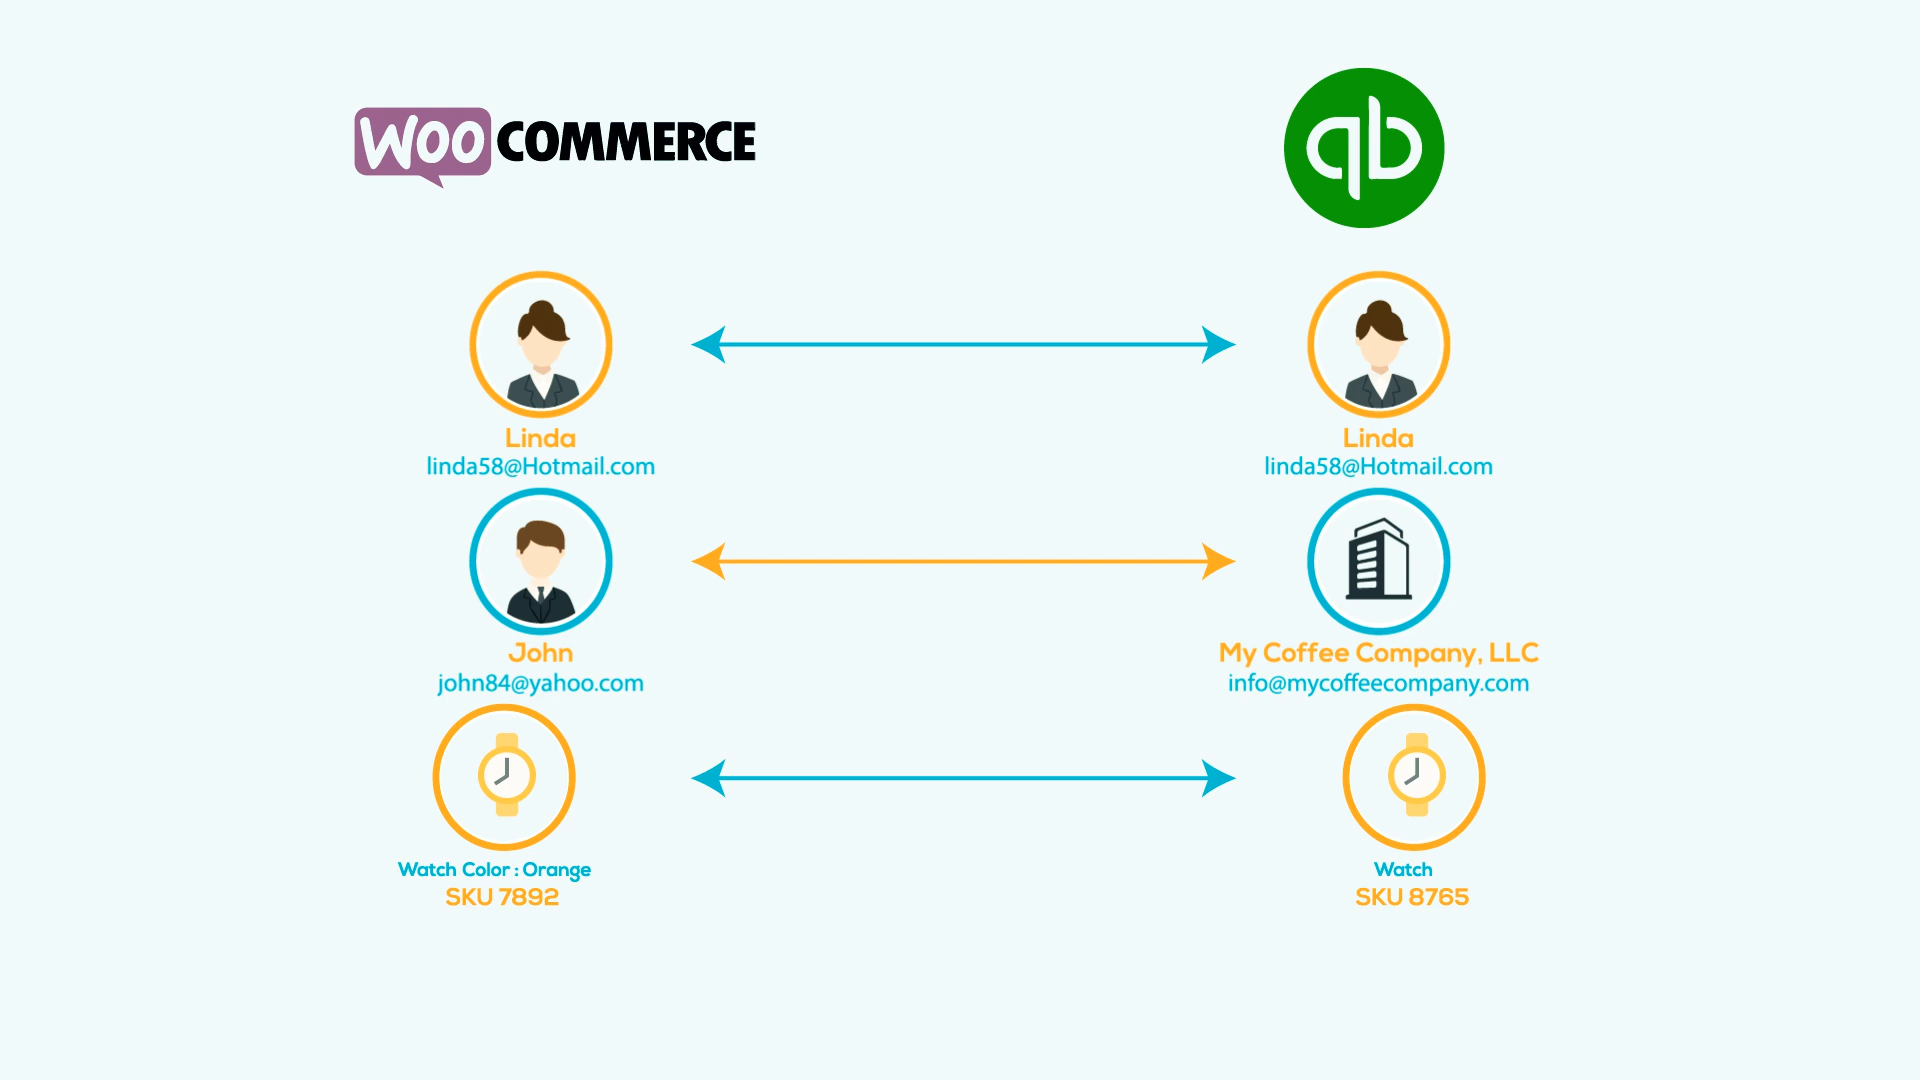 WOO COMMERCE
qb
Linda
linda58@Hotmail.com
Linda
linda58@Hotmail.com
John
john84@yahoo.com
My Coffee Company, LLC
info@mycoffeecompany.com
Watch Color : Orange
SKU 7892
Watch
SKU 8765